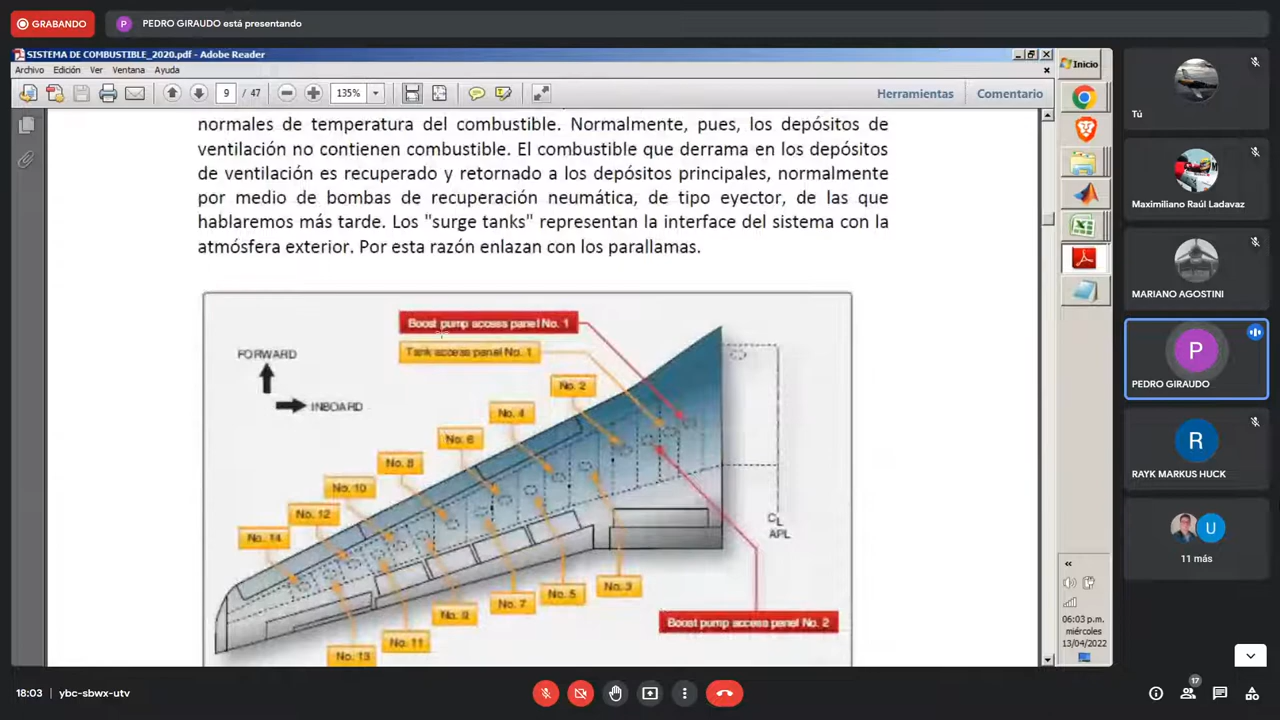 GRABANDO
P PEDRO GIRAUDO está presentando
SISTEMA DE COMBUSTIBLE_2020.pdf - Adobe Reader
Archivo Edición Ver Ventana Ayuda
9 / 47 135% Herramientas Comentario
normales de temperatura del combustible. Normalmente, pues, los depósitos de
ventilación no contienen combustible. El combustible que derrama en los depósitos
de ventilación es recuperado y retornado a los depósitos principales, normalmente
por medio de bombas de recuperación neumática, de tipo eyector, de las que
hablaremos más tarde. Los "surge tanks" representan la interface del sistema con la
atmósfera exterior. Por esta razón enlazan con los parallamas.
Boost pump access panel No. 1
Tank access panel No. 1
FORWARD
INBOARD
No. 2
No. 4
No. 6
No. 8
No. 10
No. 12
No. 14
CL
APL
No. 3
No. 5
No. 7
No. 9
No. 11
No. 13
Boost pump access panel No. 2
Inicio
«
06:03 p.m.
miércoles
13/04/2022
Tú
Maximiliano Raúl Ladavaz
MARIANO AGOSTINI
P
PEDRO GIRAUDO
R
RAYK MARKUS HUCK
U
11 más
18:03 ybc-sbwx-utv
17